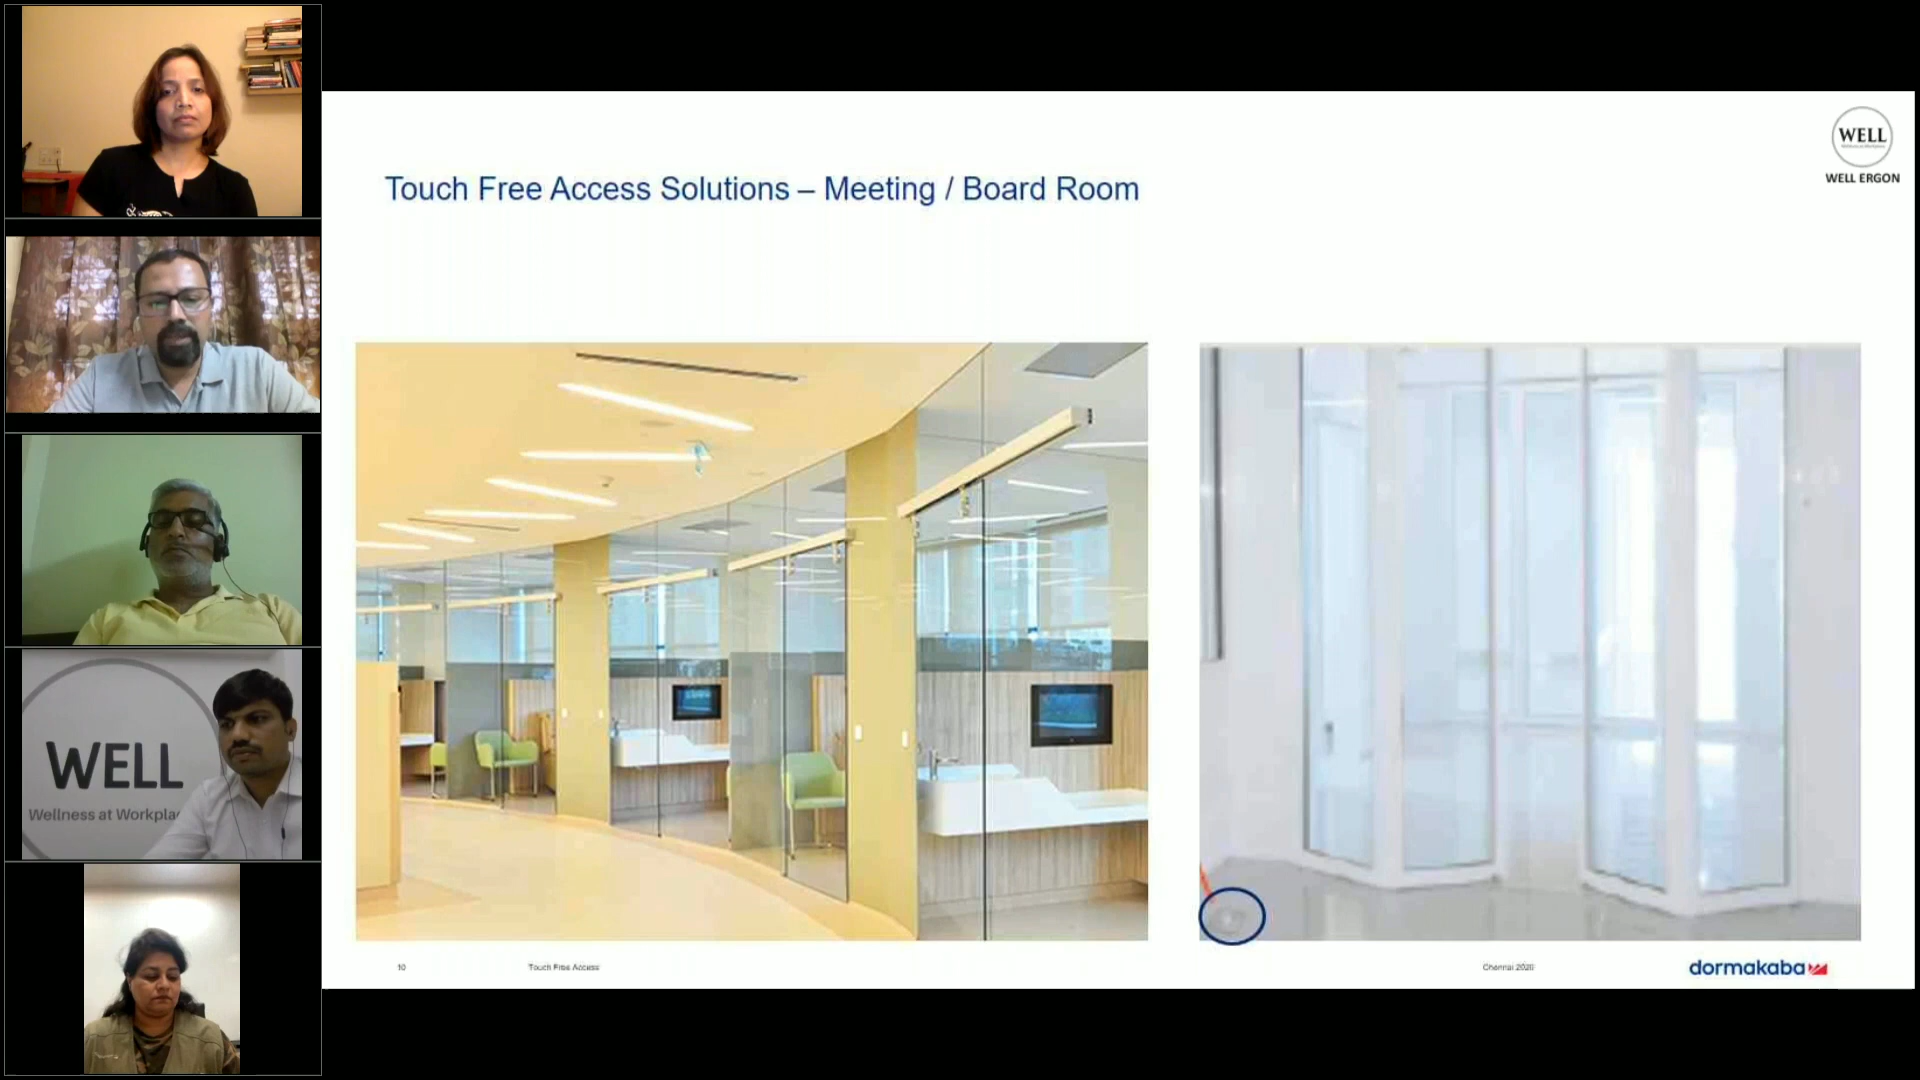 Touch Free Access Solutions – Meeting / Board Room
WELL
WELL ERGON
WELL
Wellness at Workpla
10
Touch Free Access
Chennai 2020
dormakaba